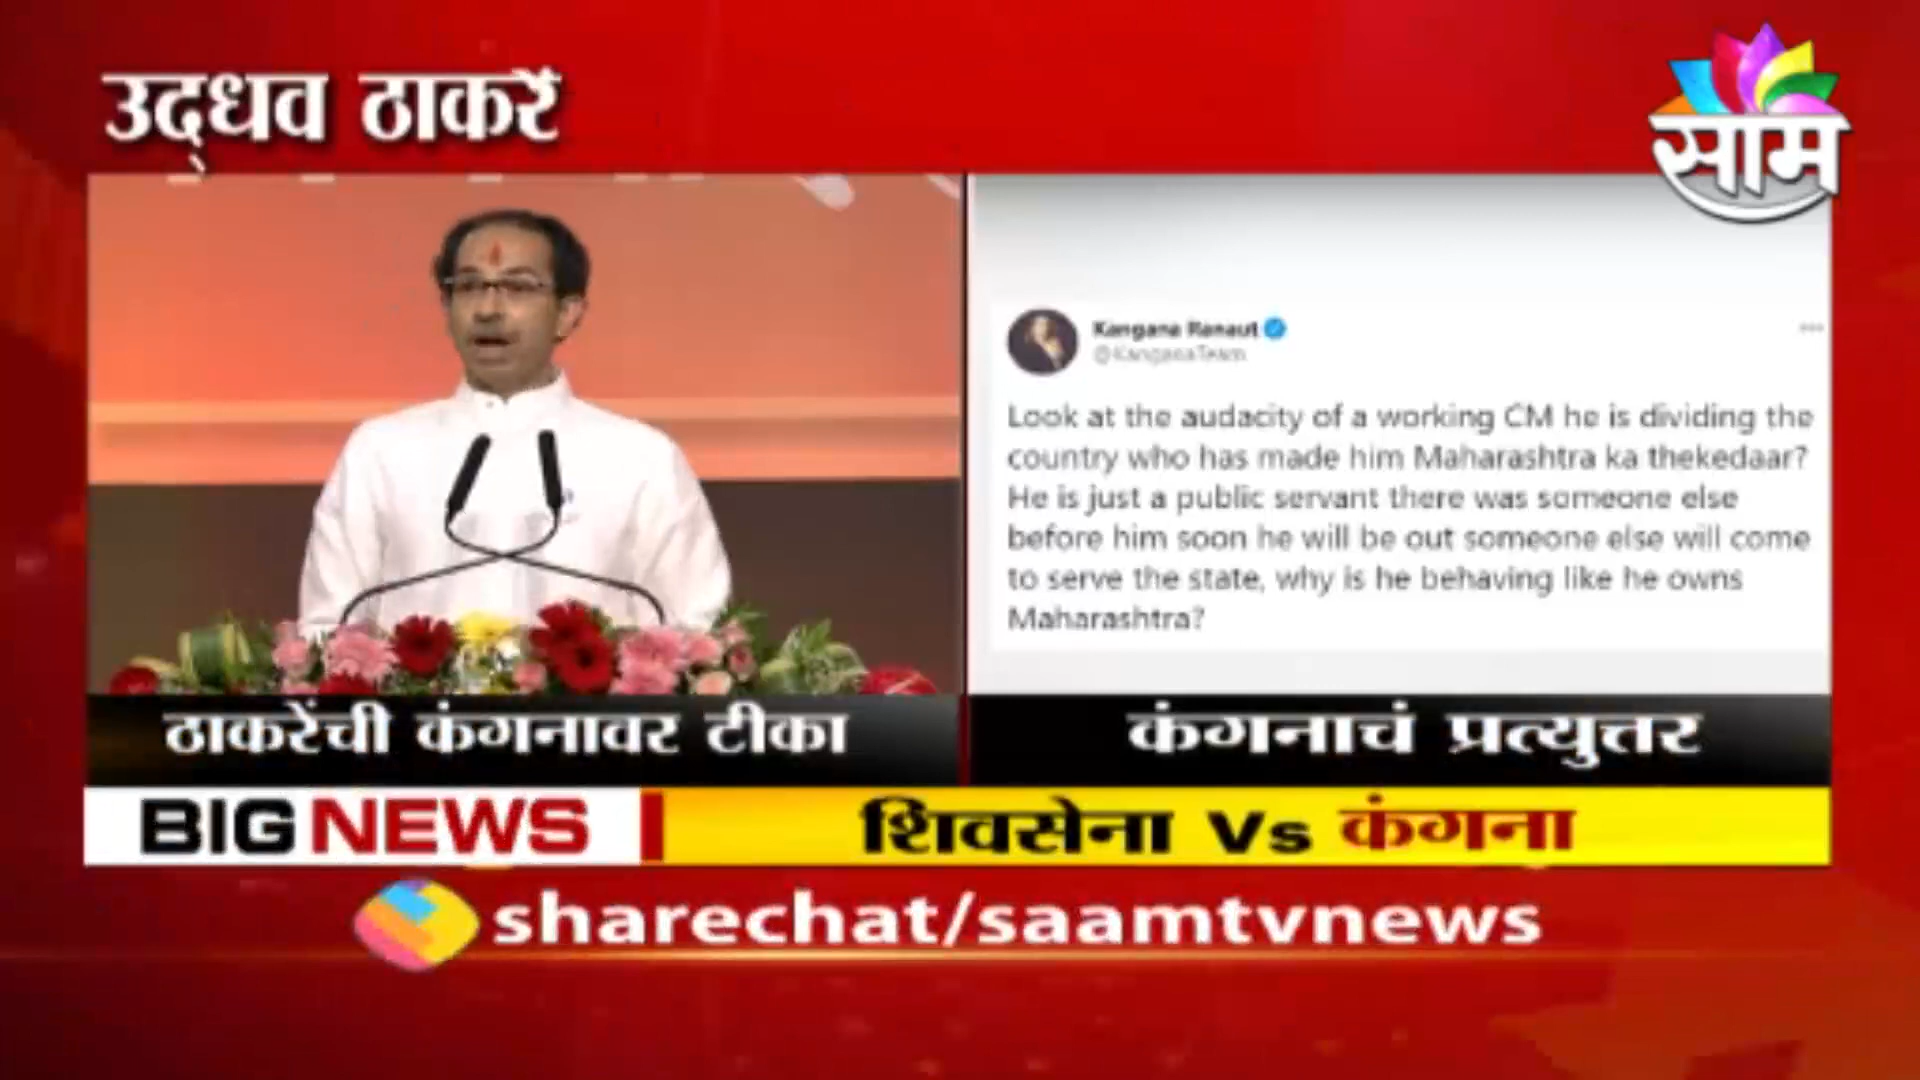 उद्धव ठाकरे
साम
Kangana Ranaut
@KanganaTeam
Look at the audacity of a working CM he is dividing the
country who has made him Maharashtra ka thekedaar?
He is just a public servant there was someone else
before him soon he will be out someone else will come
to serve the state, why is he behaving like he owns
Maharashtra?
ठाकरेंची कंगनावर टीका
कंगनाचं प्रत्युत्तर
BIG NEWS
शिवसेना Vs कंगना
sharechat/saamtvnews